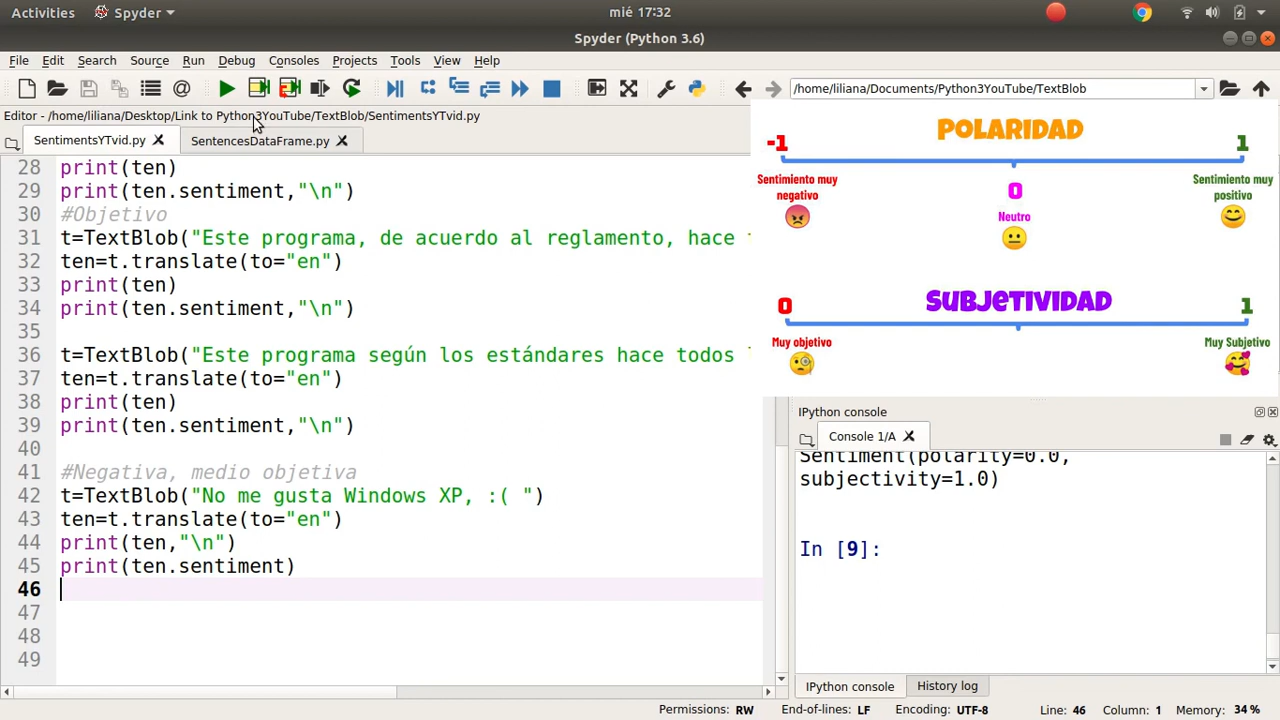 Activities Spyder mié 17:32
Spyder (Python 3.6)
File Edit Search Source Run Debug Consoles Projects Tools View Help
/home/liliana/Documents/Python3YouTube/TextBlob
Editor - /home/liliana/Desktop/Link to Python3YouTube/TextBlob/SentimentsYTvid.py
SentimentsYTvid.py SentencesDataFrame.py
28 print(ten)
29 print(ten.sentiment,"\n")
30 #Objetivo
31 t=TextBlob("Este programa, de acuerdo al reglamento, hace
32 ten=t.translate(to="en")
33 print(ten)
34 print(ten.sentiment,"\n")
35
36 t=TextBlob("Este programa según los estándares hace todos
37 ten=t.translate(to="en")
38 print(ten)
39 print(ten.sentiment,"\n")
40
41 #Negativa, medio objetiva
42 t=TextBlob("No me gusta Windows XP, :( ")
43 ten=t.translate(to="en")
44 print(ten,"\n")
45 print(ten.sentiment)
46
47
48
49
POLARIDAD
-1 1
Sentimiento muy negativo
0
Neutro
Sentimiento muy positivo
SUBJETIVIDAD
0 1
Muy objetivo Muy Subjetivo
IPython console
Console 1/A
Sentiment(polarity=0.0,
subjectivity=1.0)
In [9]:
IPython console History log
Permissions: RW End-of-lines: LF Encoding: UTF-8 Line: 46 Column: 1 Memory: 34 %